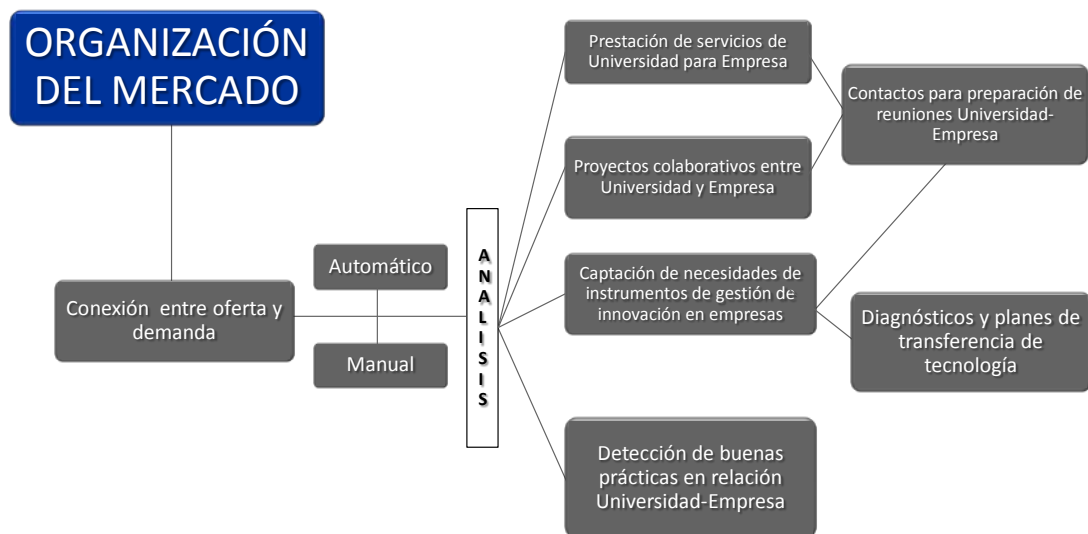 ORGANIZACIÓN
DEL MERCADO
Conexión entre oferta y
demanda
Automático
Manual
A
N
A
L
I
S
I
S
Prestación de servicios de
Universidad para Empresa
Proyectos colaborativos entre
Universidad y Empresa
Captación de necesidades de
instrumentos de gestión de
innovación en empresas
Detección de buenas
prácticas en relación
Universidad-Empresa
Contactos para preparación de
reuniones Universidad-
Empresa
Diagnósticos y planes de
transferencia de
tecnología